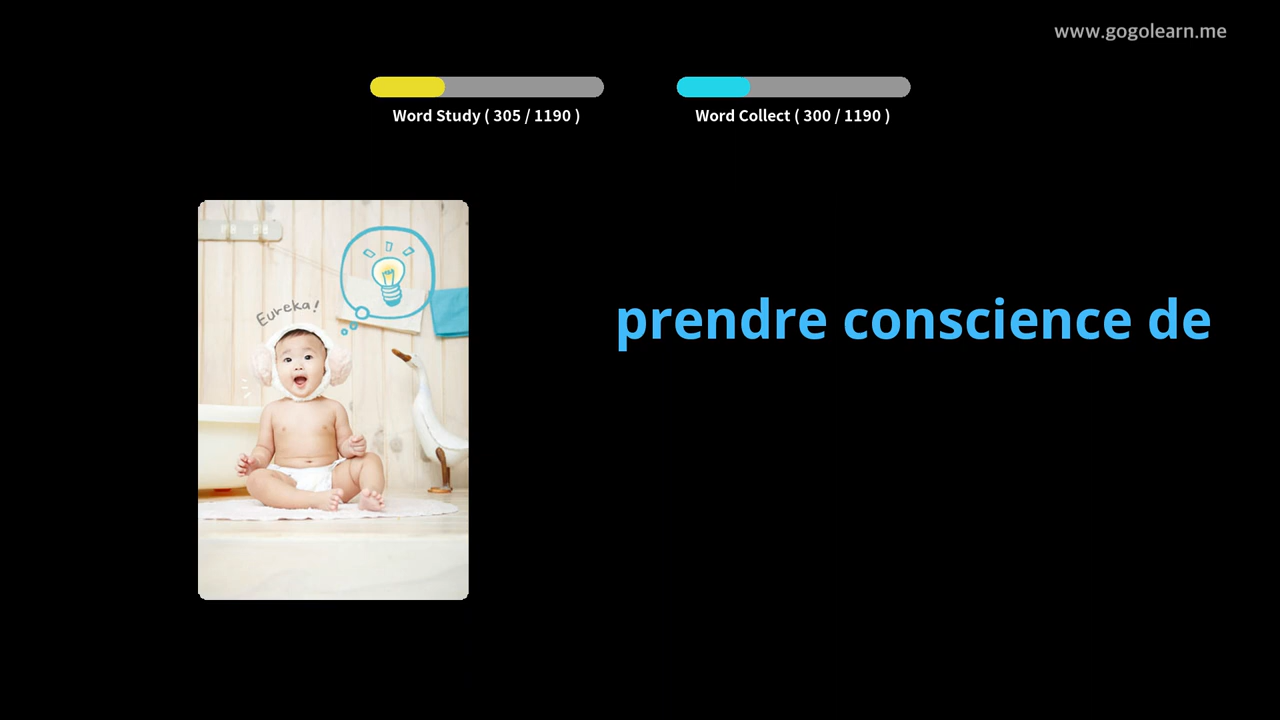 www.gogolearn.me
Word Study ( 305 / 1190 )
Word Collect ( 300 / 1190 )
Eureka!
prendre conscience de